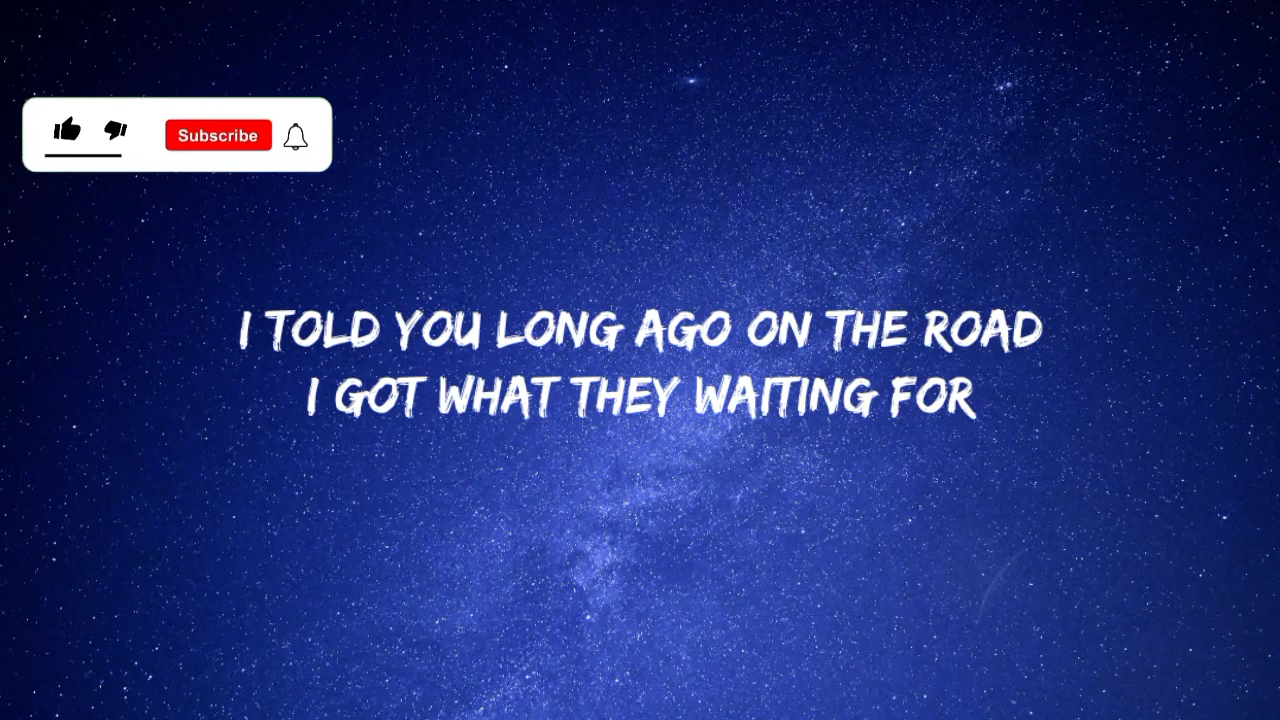 Subscribe
I TOLD YOU LONG AGO ON THE ROAD
I GOT WHAT THEY WAITING FOR